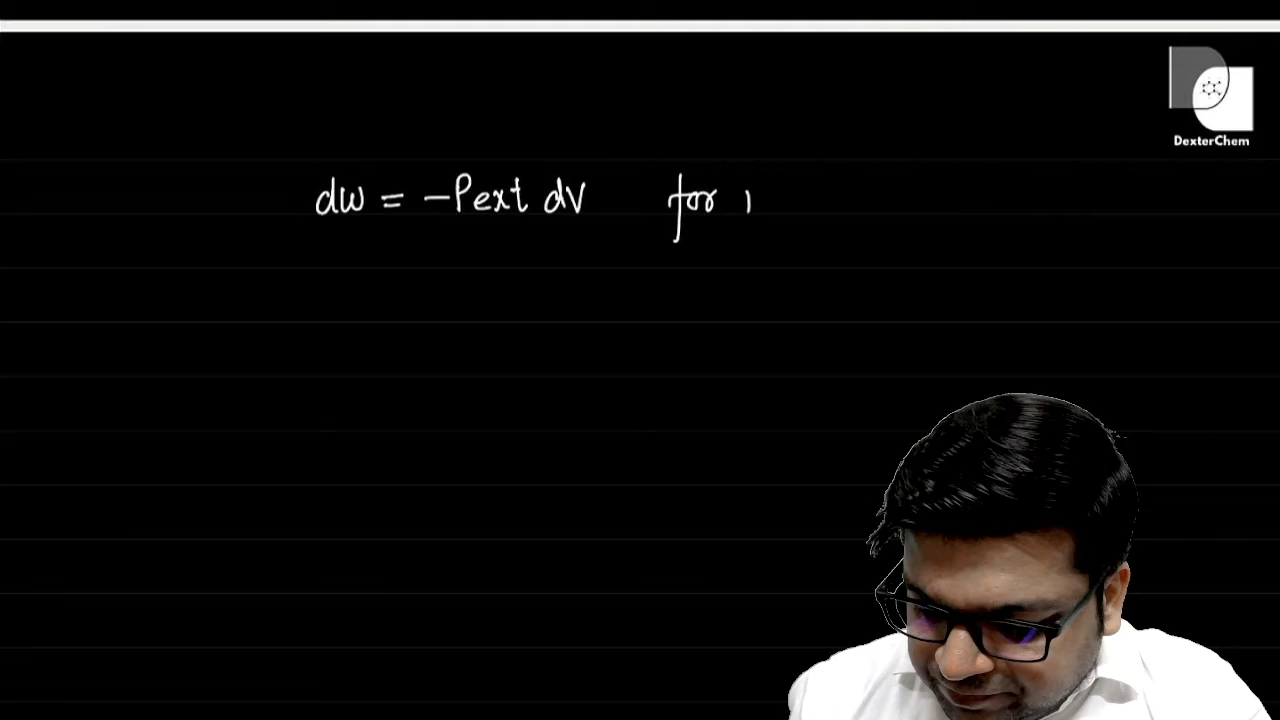 DexterChem
dw = -Pext dV for